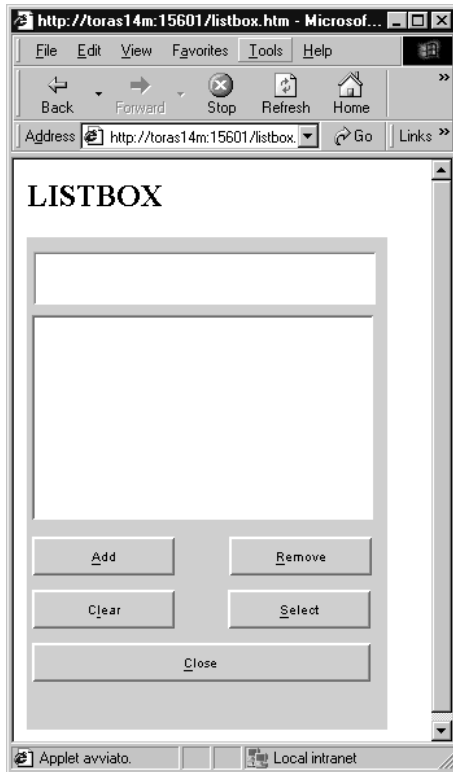 http://toras14m:15601/listbox.htm - Microsof...
File Edit View Favorites Tools Help
Back Forward Stop Refresh Home »
Address http://toras14m:15601/listbox. Go Links »
LISTBOX
Add Remove
Clear Select
Close
Applet avviato. Local intranet